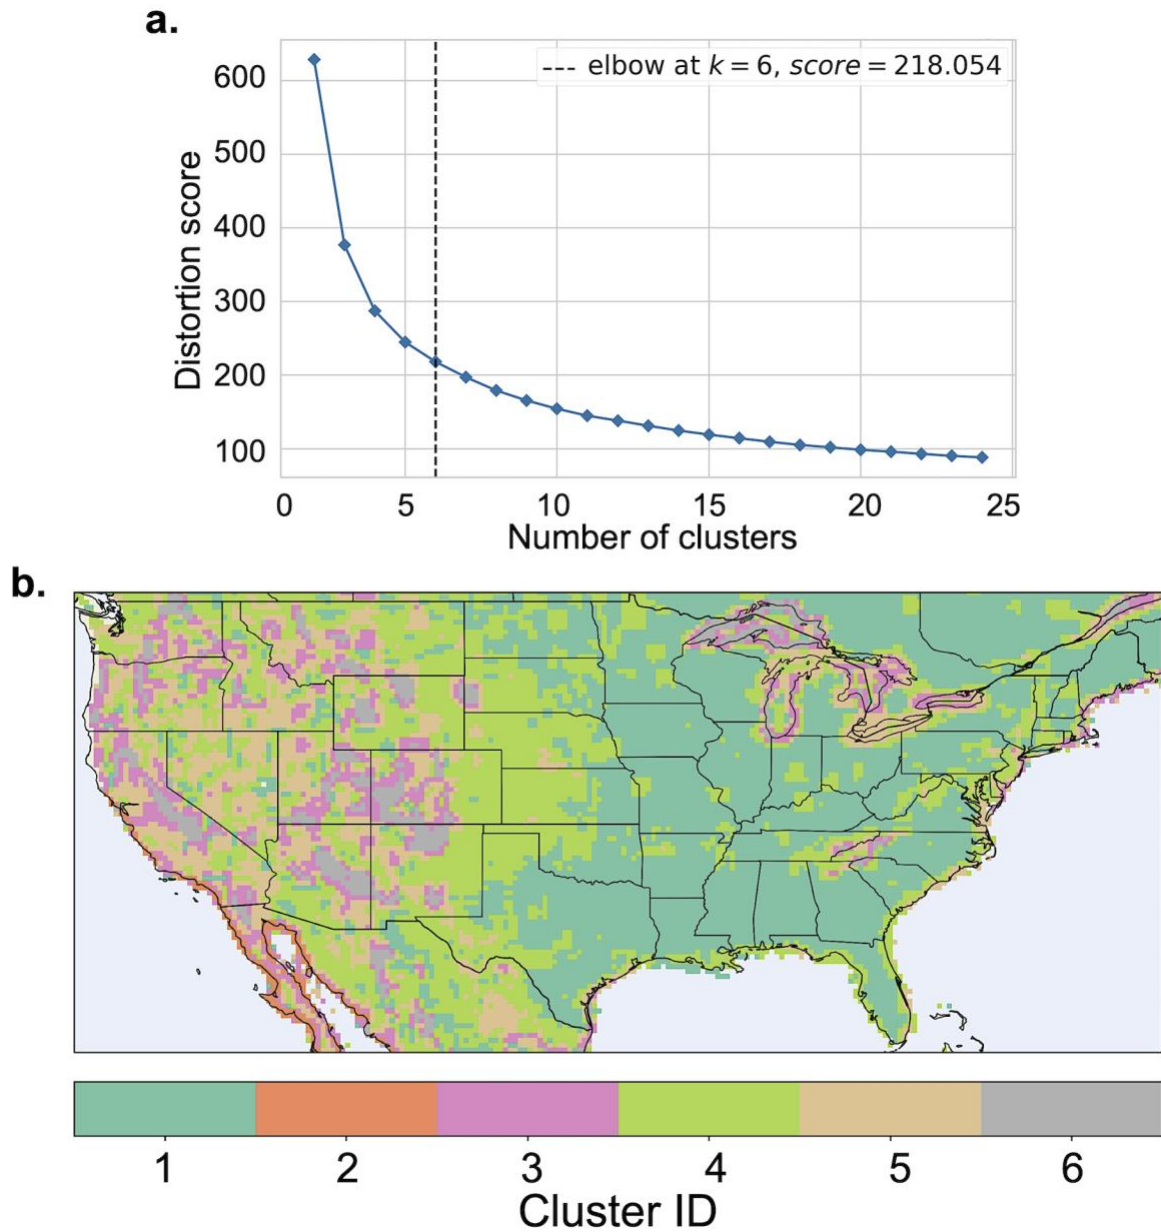 a.
--- elbow at k = 6, score = 218.054
Distortion score
600
500
400
300
200
100
0 5 10 15 20 25
Number of clusters
b.
1 2 3 4 5 6
Cluster ID